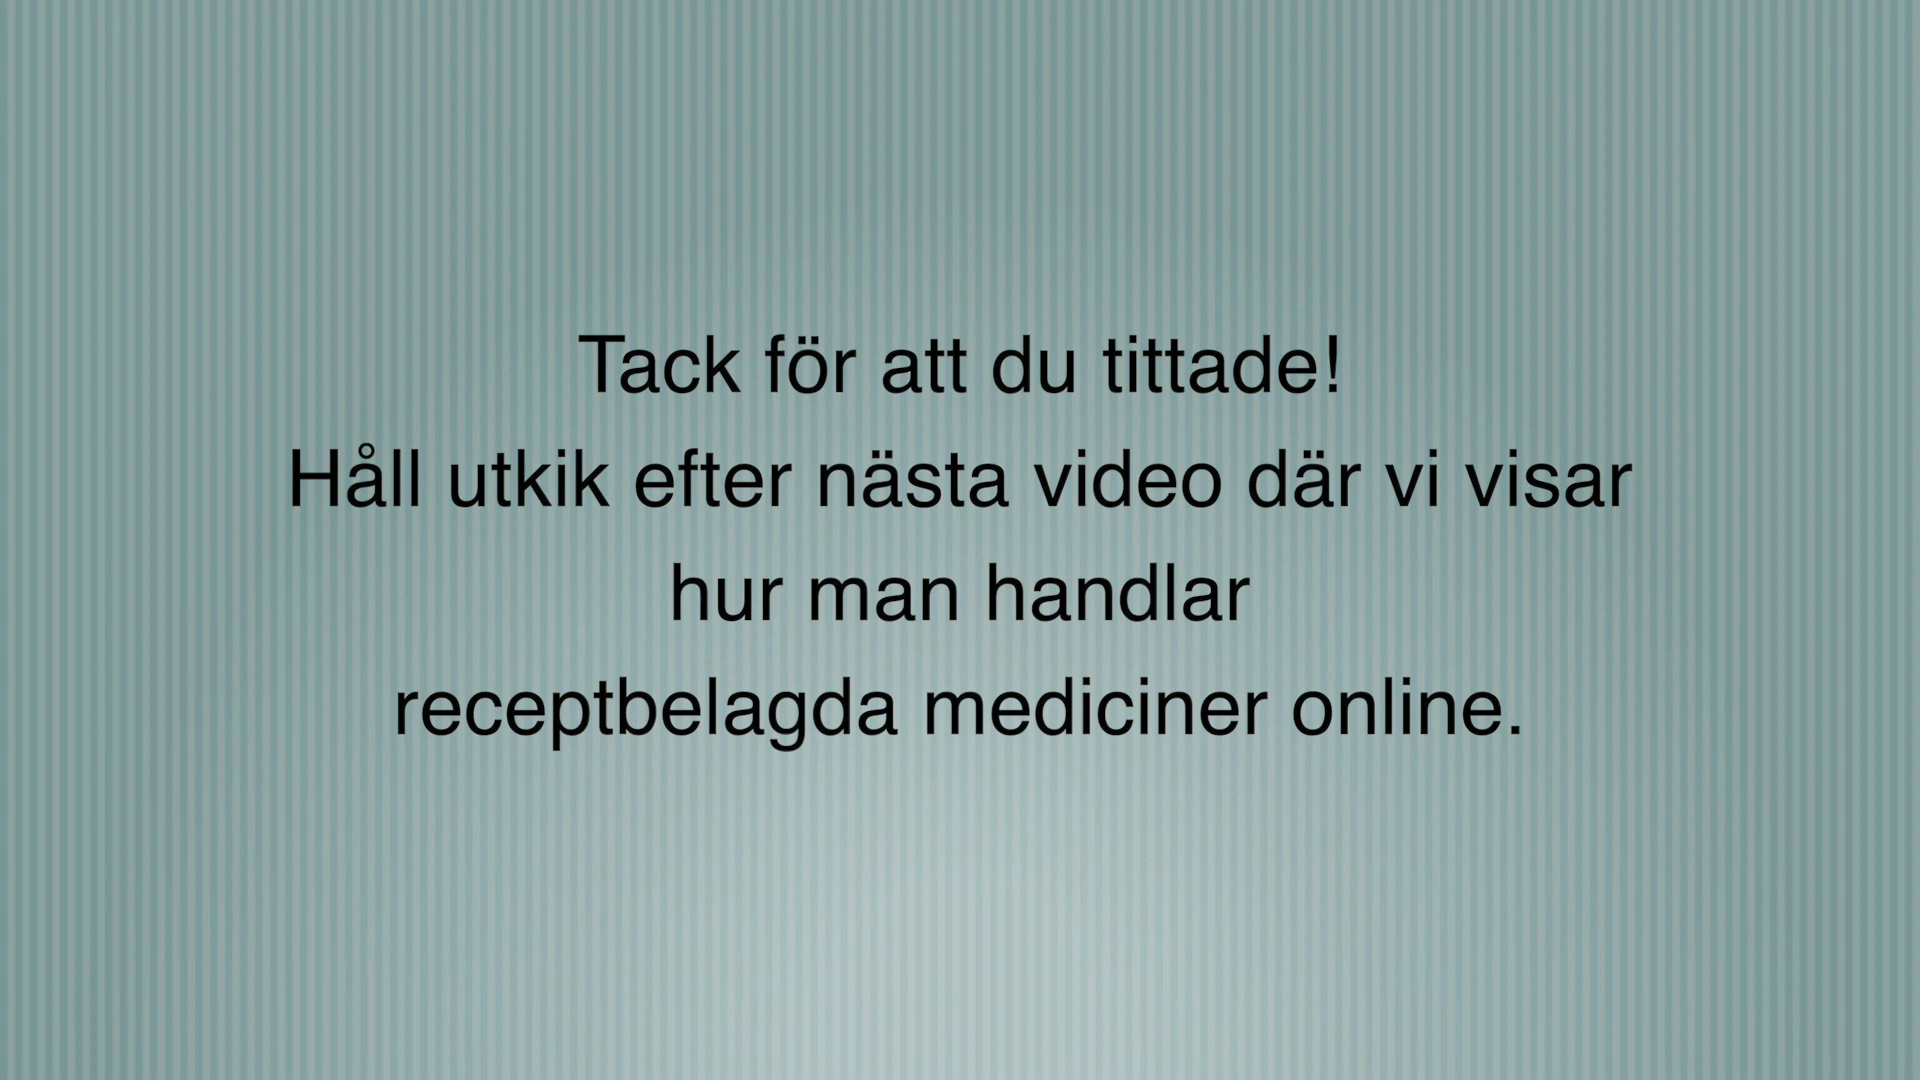 Tack för att du tittade!
Håll utkik efter nästa video där vi visar
hur man handlar
receptbelagda mediciner online.